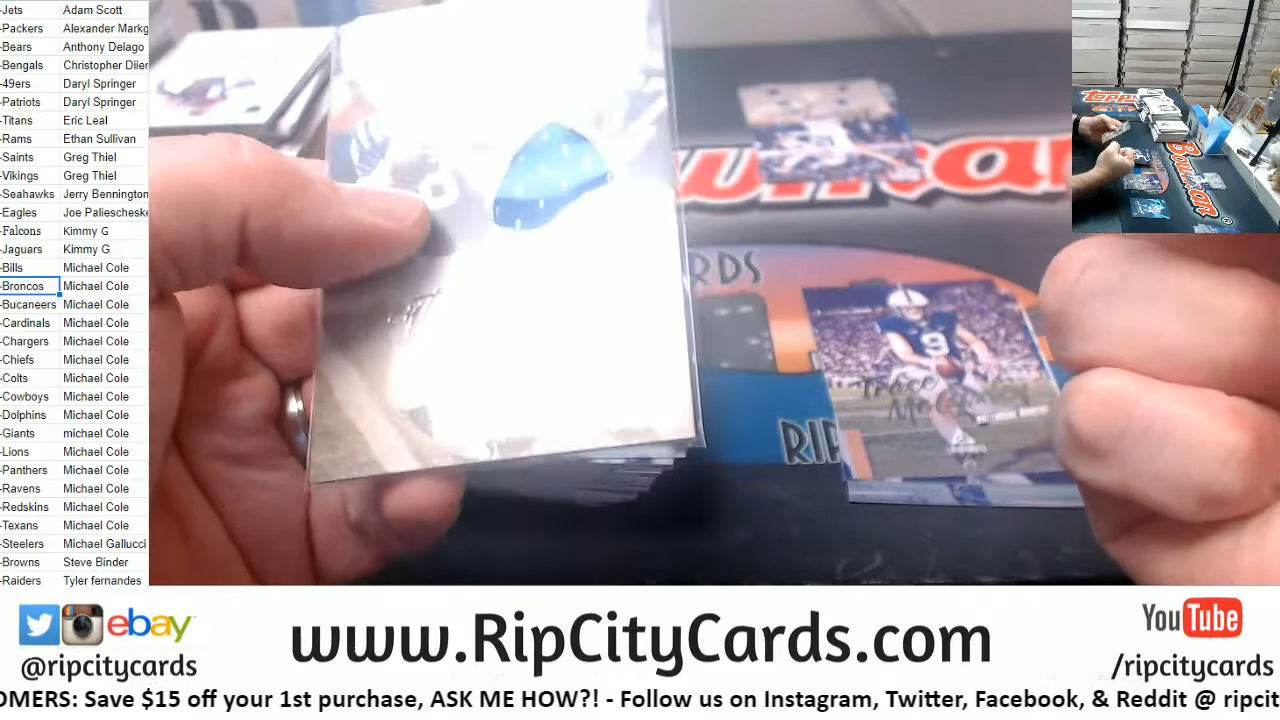 -Jets Adam Scott
-Packers Alexander Markg
-Bears Anthony Delago
-Bengals Christopher Diier
-49ers Daryl Springer
-Patriots Daryl Springer
-Titans Eric Leal
-Rams Ethan Sullivan
-Saints Greg Thiel
-Vikings Greg Thiel
-Seahawks Jerry Bennington
-Eagles Joe Paliescheske
-Falcons Kimmy G
-Jaguars Kimmy G
-Bills Michael Cole
-Broncos Michael Cole
-Bucaneers Michael Cole
-Cardinals Michael Cole
-Chargers Michael Cole
-Chiefs Michael Cole
-Colts Michael Cole
-Cowboys Michael Cole
-Dolphins Michael Cole
-Giants michael Cole
-Lions Michael Cole
-Panthers Michael Cole
-Ravens Michael Cole
-Redskins Michael Cole
-Texans Michael Cole
-Steelers Michael Gallucci
-Browns Steve Binder
-Raiders Tyler fernandes
Topps
Bowman
®
wman
RDS
RIP
9
Trace
ebay
@ripcitycards
www.RipCityCards.com
YouTube
/ripcitycards
OMERS: Save $15 off your 1st purchase, ASK ME HOW?! - Follow us on Instagram, Twitter, Facebook, & Reddit @ ripcit